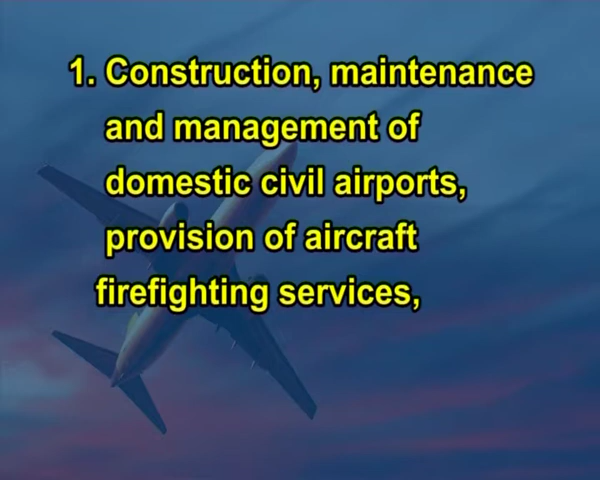 1. Construction, maintenance
and management of
domestic civil airports,
provision of aircraft
firefighting services,